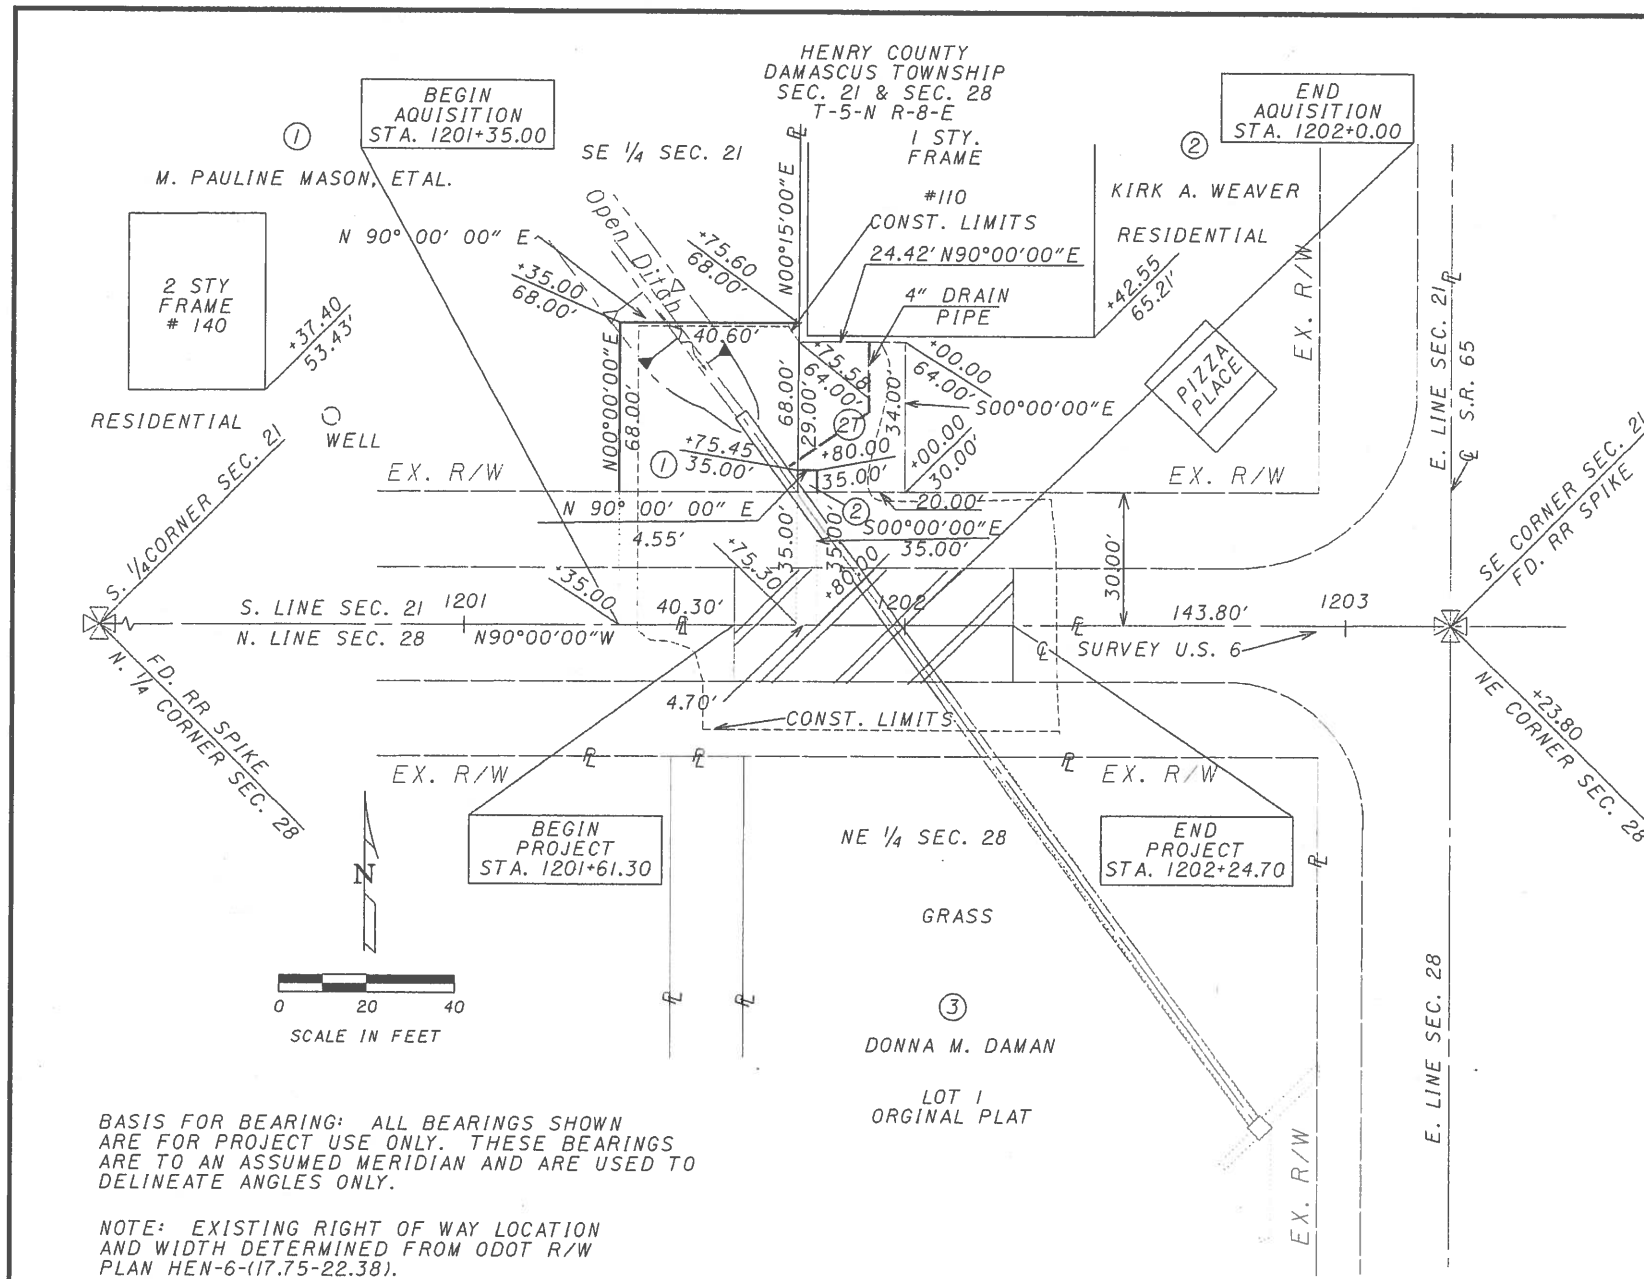 HENRY COUNTY
DAMASCUS TOWNSHIP
SEC. 21 & SEC. 28
T-5-N R-8-E
BEGIN
AQUISITION
STA. 1201+35.00
END
AQUISITION
STA. 1202+0.00
1
M. PAULINE MASON, ETAL.
SE 1/4 SEC. 21
1 STY.
FRAME
#110
2
KIRK A. WEAVER
RESIDENTIAL
CONST. LIMITS
24.42' N90°00'00"E
4" DRAIN
PIPE
N 90° 00' 00" E
Open Ditch
N00°15'00"E
+75.60
68.00'
+35.00
68.00'
2 STY
FRAME
# 140
+37.40
53.43'
RESIDENTIAL
WELL
+42.55
65.21'
EX. R/W
PIZZA
PLACE
E. LINE SEC. 21
℄ S.R. 65
℄
40.60'
N00°00'00"E
68.00'
68.00'
29.00'
+75.58
64.00'
34.00'
+00.00
64.00'
S00°00'00"E
2T
+00.00
30.00'
1
+75.45
35.00'
+80.00
35.00'
20.00'
EX. R/W
EX. R/W
N 90° 00' 00" E
4.55'
2
S00°00'00"E
35.00'
35.00'
35.00'
+75.30
+80.00
+35.00
30.00'
S. 1/4 CORNER SEC. 21
SE CORNER SEC. 21
FD. RR SPIKE
S. LINE SEC. 21
1201
40.30'
1202
143.80'
1203
N. LINE SEC. 28
N90°00'00"W
℄ SURVEY U.S. 6
FD. RR SPIKE
N. 1/4 CORNER SEC. 28
+23.80
NE CORNER SEC. 28
4.70'
CONST. LIMITS
EX. R/W
EX. R/W
BEGIN
PROJECT
STA. 1201+61.30
NE 1/4 SEC. 28
END
PROJECT
STA. 1202+24.70
N
GRASS
0 20 40
SCALE IN FEET
3
DONNA M. DAMAN
LOT 1
ORGINAL PLAT
E. LINE SEC. 28
EX. R/W
BASIS FOR BEARING: ALL BEARINGS SHOWN
ARE FOR PROJECT USE ONLY. THESE BEARINGS
ARE TO AN ASSUMED MERIDIAN AND ARE USED TO
DELINEATE ANGLES ONLY.
NOTE: EXISTING RIGHT OF WAY LOCATION
AND WIDTH DETERMINED FROM ODOT R/W
PLAN HEN-6-(17.75-22.38).